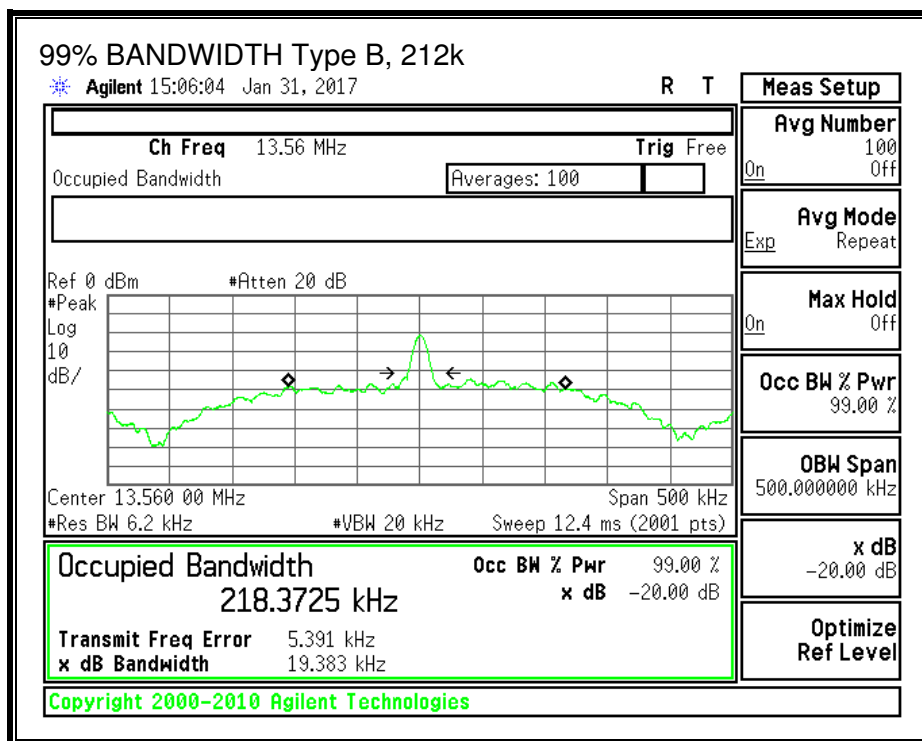 99% BANDWIDTH Type B, 212k
Agilent 15:06:04 Jan 31, 2017 R T
Ch Freq 13.56 MHz Trig Free
Occupied Bandwidth Averages: 100
Ref 0 dBm #Atten 20 dB
#Peak
Log
10
dB/
Center 13.560 00 MHz Span 500 kHz
#Res BW 6.2 kHz #VBW 20 kHz Sweep 12.4 ms (2001 pts)
Occupied Bandwidth Occ BW % Pwr 99.00 %
218.3725 kHz x dB -20.00 dB
Transmit Freq Error 5.391 kHz
x dB Bandwidth 19.383 kHz
Copyright 2000-2010 Agilent Technologies
Meas Setup
Avg Number
100
On Off
Avg Mode
Exp Repeat
Max Hold
On Off
Occ BW % Pwr
99.00 %
OBW Span
500.000000 kHz
x dB
-20.00 dB
Optimize
Ref Level